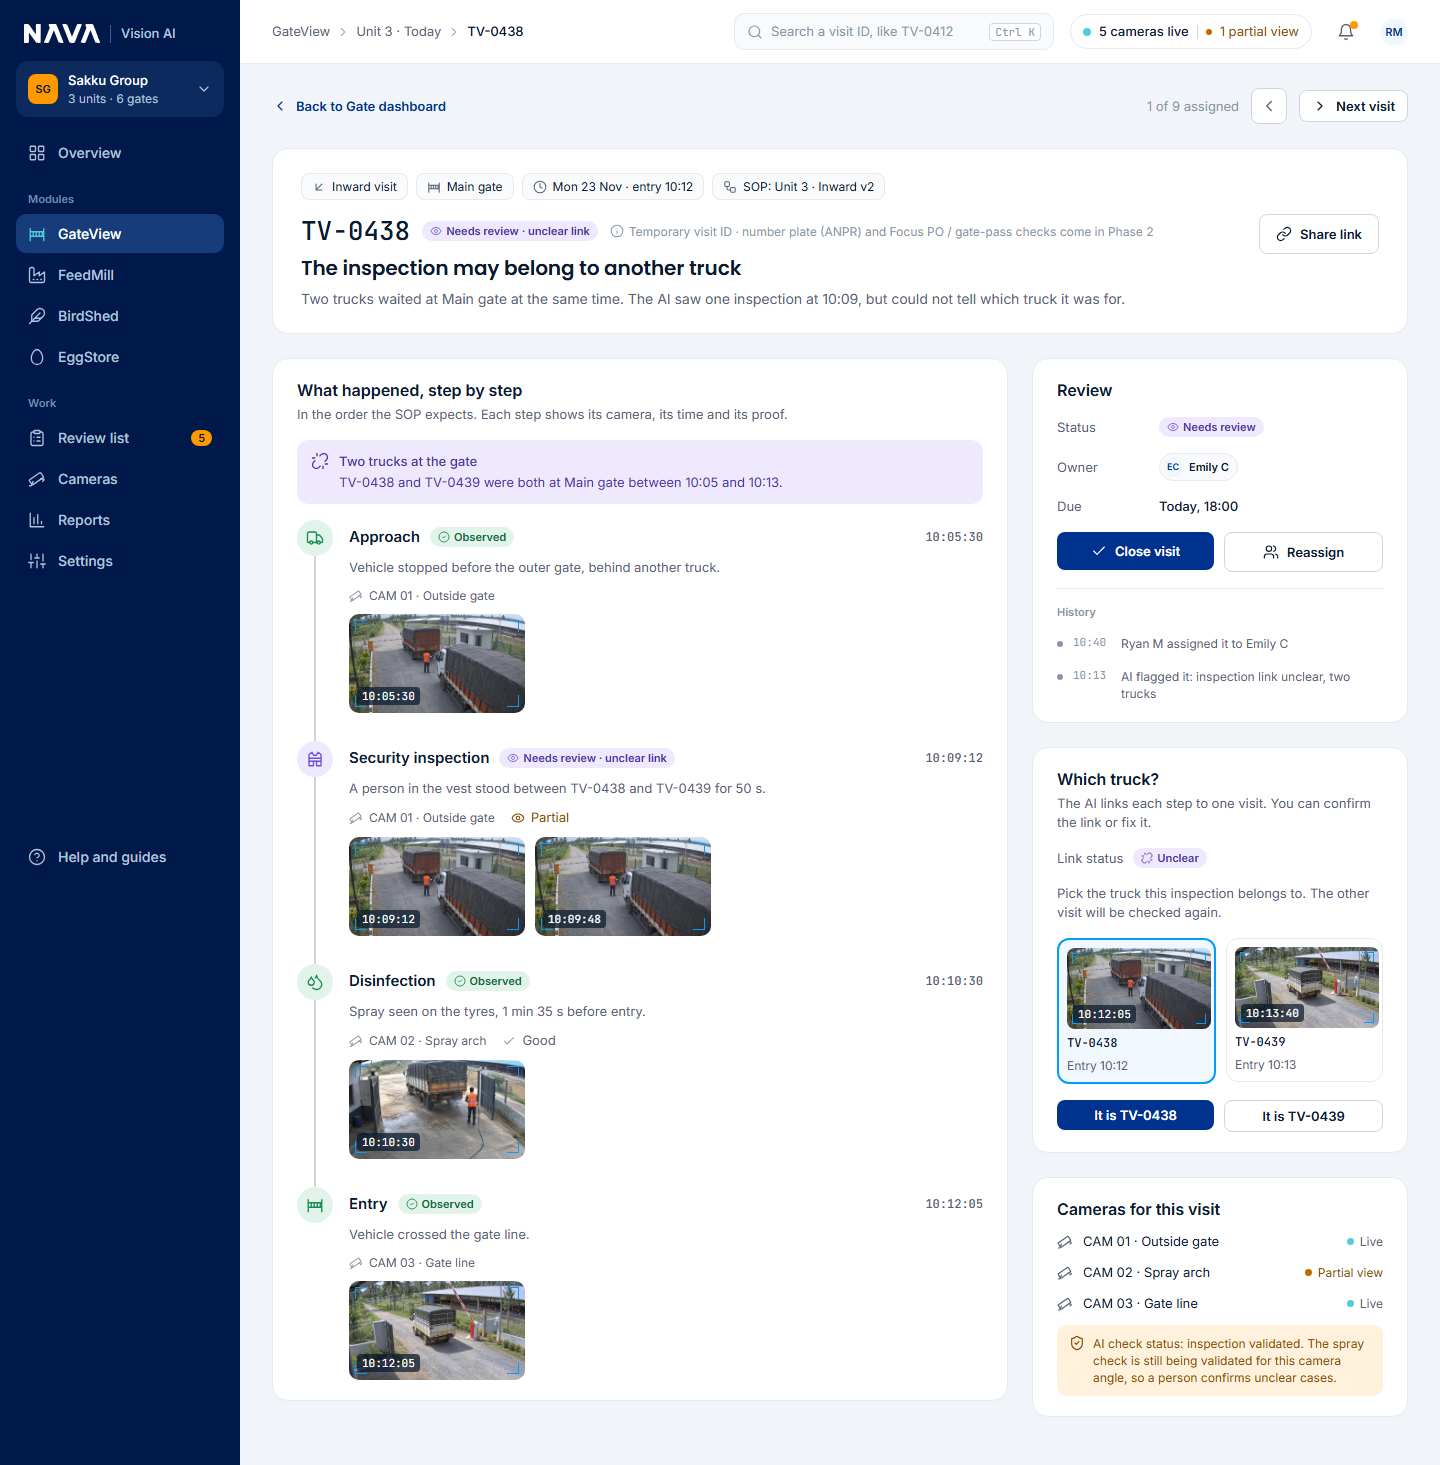 NAVA Vision AI
SG
Sakku Group
3 units · 6 gates
Overview
Modules
GateView
FeedMill
BirdShed
EggStore
Work
Review list 5
Cameras
Reports
Settings
Help and guides
GateView > Unit 3 · Today > TV-0438
Search a visit ID, like TV-0412 Ctrl K
5 cameras live 1 partial view
RM
Back to Gate dashboard
1 of 9 assigned
Next visit
Inward visit
Main gate
Mon 23 Nov · entry 10:12
SOP: Unit 3 · Inward v2
TV-0438 Needs review · unclear link Temporary visit ID · number plate (ANPR) and Focus PO / gate-pass checks come in Phase 2
Share link
The inspection may belong to another truck
Two trucks waited at Main gate at the same time. The AI saw one inspection at 10:09, but could not tell which truck it was for.
What happened, step by step
In the order the SOP expects. Each step shows its camera, its time and its proof.
Two trucks at the gate
TV-0438 and TV-0439 were both at Main gate between 10:05 and 10:13.
Approach Observed 10:05:30
Vehicle stopped before the outer gate, behind another truck.
CAM 01 · Outside gate
10:05:30
Security inspection Needs review · unclear link 10:09:12
A person in the vest stood between TV-0438 and TV-0439 for 50 s.
CAM 01 · Outside gate Partial
10:09:12
10:09:48
Disinfection Observed 10:10:30
Spray seen on the tyres, 1 min 35 s before entry.
CAM 02 · Spray arch Good
10:10:30
Entry Observed 10:12:05
Vehicle crossed the gate line.
CAM 03 · Gate line
10:12:05
Review
Status Needs review
Owner EC Emily C
Due Today, 18:00
Close visit
Reassign
History
10:40 Ryan M assigned it to Emily C
10:13 AI flagged it: inspection link unclear, two
trucks
Which truck?
The AI links each step to one visit. You can confirm
the link or fix it.
Link status Unclear
Pick the truck this inspection belongs to. The other
visit will be checked again.
10:12:05
TV-0438
Entry 10:12
10:13:40
TV-0439
Entry 10:13
It is TV-0438
It is TV-0439
Cameras for this visit
CAM 01 · Outside gate Live
CAM 02 · Spray arch Partial view
CAM 03 · Gate line Live
AI check status: inspection validated. The spray
check is still being validated for this camera
angle, so a person confirms unclear cases.